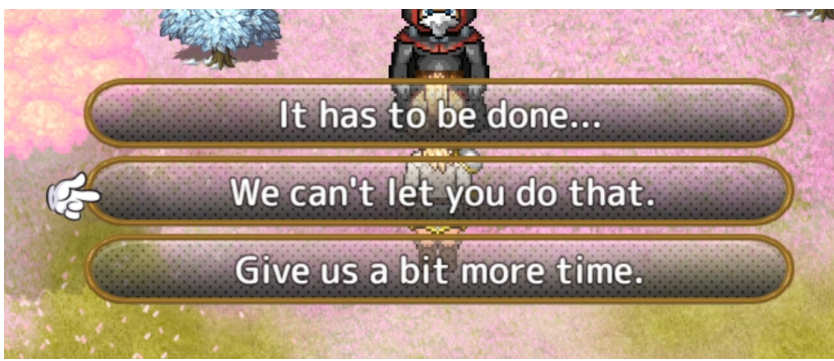 It has to be done...
We can't let you do that.
Give us a bit more time.